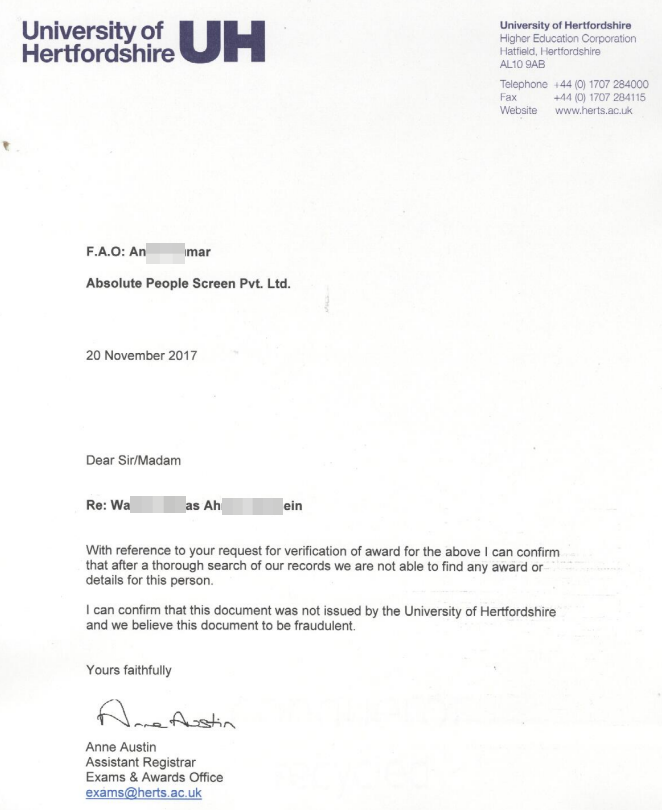 University of
Hertfordshire UH
University of Hertfordshire
Higher Education Corporation
Hatfield, Hertfordshire
AL10 9AB
Telephone +44 (0) 1707 284000
Fax +44 (0) 1707 284115
Website www.herts.ac.uk
F.A.O: An mar
Absolute People Screen Pvt. Ltd.
20 November 2017
Dear Sir/Madam
Re: Wa as Ah ein
With reference to your request for verification of award for the above I can confirm
that after a thorough search of our records we are not able to find any award or
details for this person.
I can confirm that this document was not issued by the University of Hertfordshire
and we believe this document to be fraudulent.
Yours faithfully
Anne Austin
Anne Austin
Assistant Registrar
Exams & Awards Office
exams@herts.ac.uk